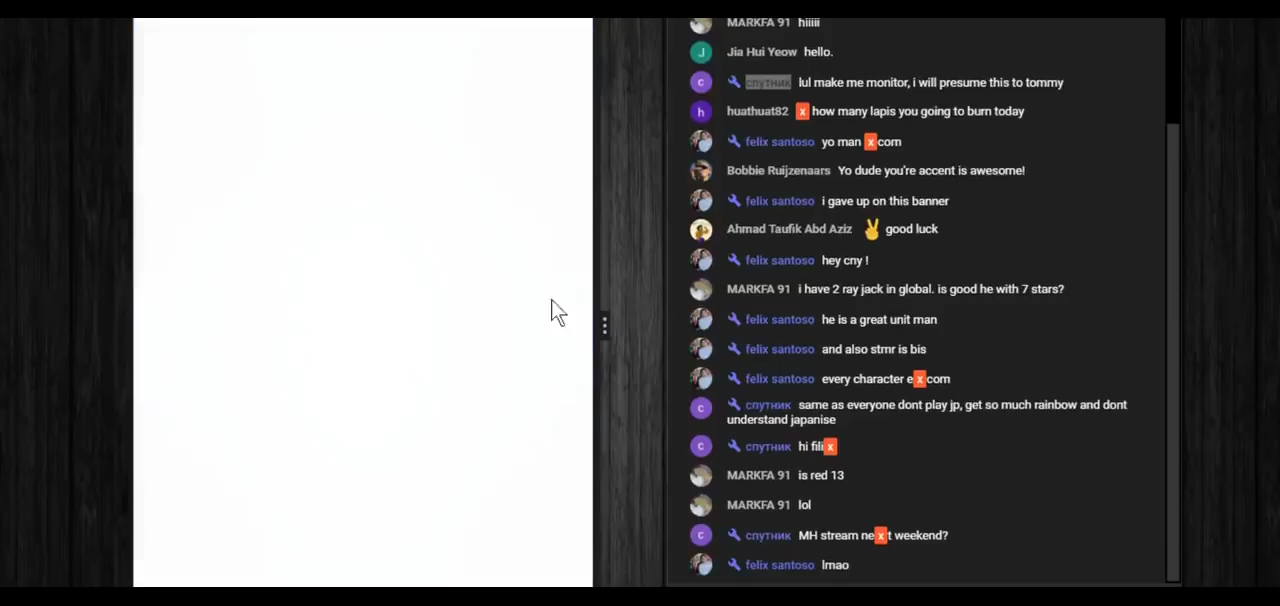 MARKFA 91 hiiiii
J Jia Hui Yeow hello.
с спутник lul make me monitor, i will presume this to tommy
h huathuat82 x how many lapis you going to burn today
felix santoso yo man xcom
Bobbie Ruijzenaars Yo dude you're accent is awesome!
felix santoso i gave up on this banner
Ahmad Taufik Abd Aziz ✌ good luck
felix santoso hey cny !
MARKFA 91 i have 2 ray jack in global. is good he with 7 stars?
felix santoso he is a great unit man
felix santoso and also stmr is bis
felix santoso every character excom
с спутник same as everyone dont play jp, get so much rainbow and dont
understand japanise
с спутник hi filix
MARKFA 91 is red 13
MARKFA 91 lol
с спутник MH stream next weekend?
felix santoso lmao